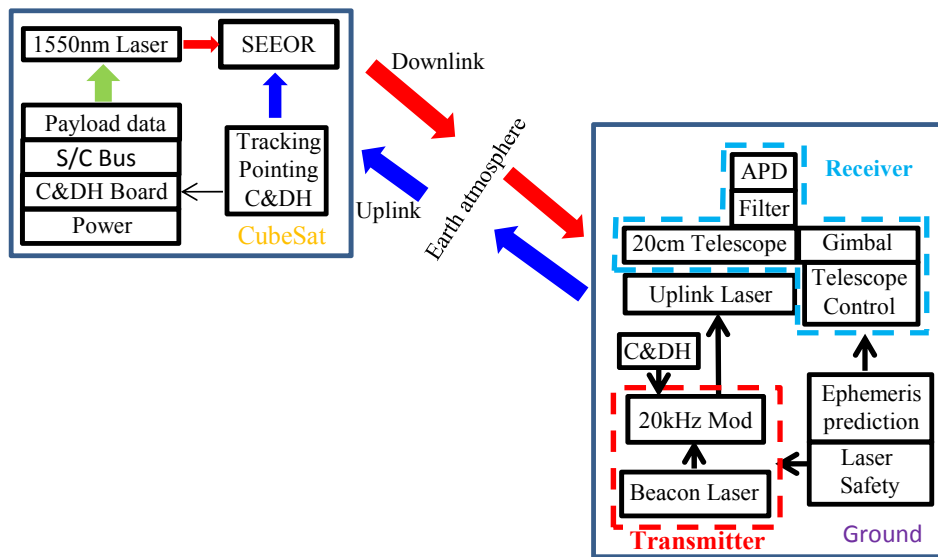 1550nm Laser
SEEOR
Payload data
S/C Bus
C&DH Board
Power
Tracking
Pointing
C&DH
CubeSat
Downlink
Uplink
Earth atmosphere
Receiver
APD
Filter
20cm Telescope
Gimbal
Telescope
Control
Uplink Laser
C&DH
20kHz Mod
Beacon Laser
Transmitter
Ephemeris
prediction
Laser
Safety
Ground